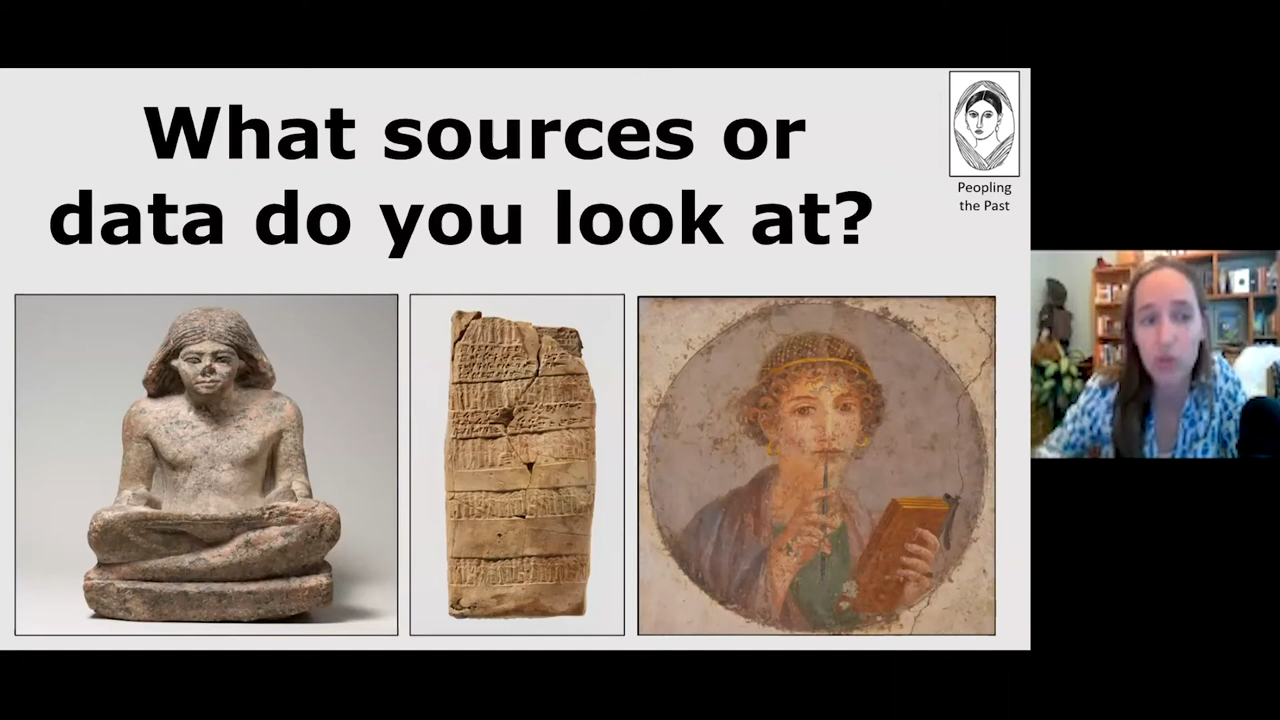 What sources or
data do you look at?
Peopling
the Past